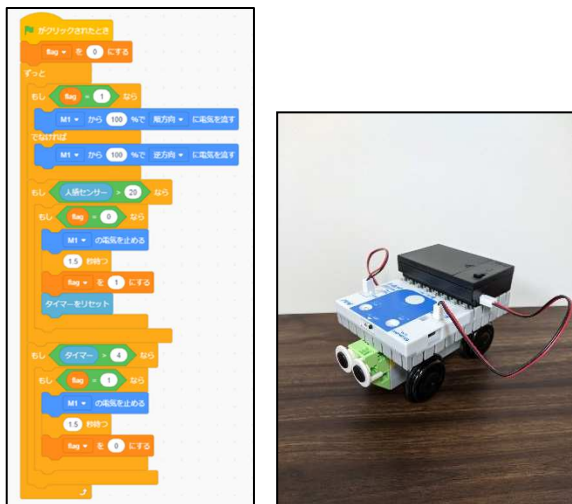 がクリックされたとき
flag ▼ を 0 にする
ずっと
もし flag = 1 なら
M1 ▼ から 100 %で 順方向 ▼ に電気を流す
でなければ
M1 ▼ から 100 %で 逆方向 ▼ に電気を流す
もし 人感センサー > 20 なら
もし flag = 0 なら
M1 ▼ の電気を止める
1.5 秒待つ
flag ▼ を 1 にする
タイマーをリセット
もし タイマー > 4 なら
もし flag = 1 なら
M1 ▼ の電気を止める
1.5 秒待つ
flag ▼ を 0 にする